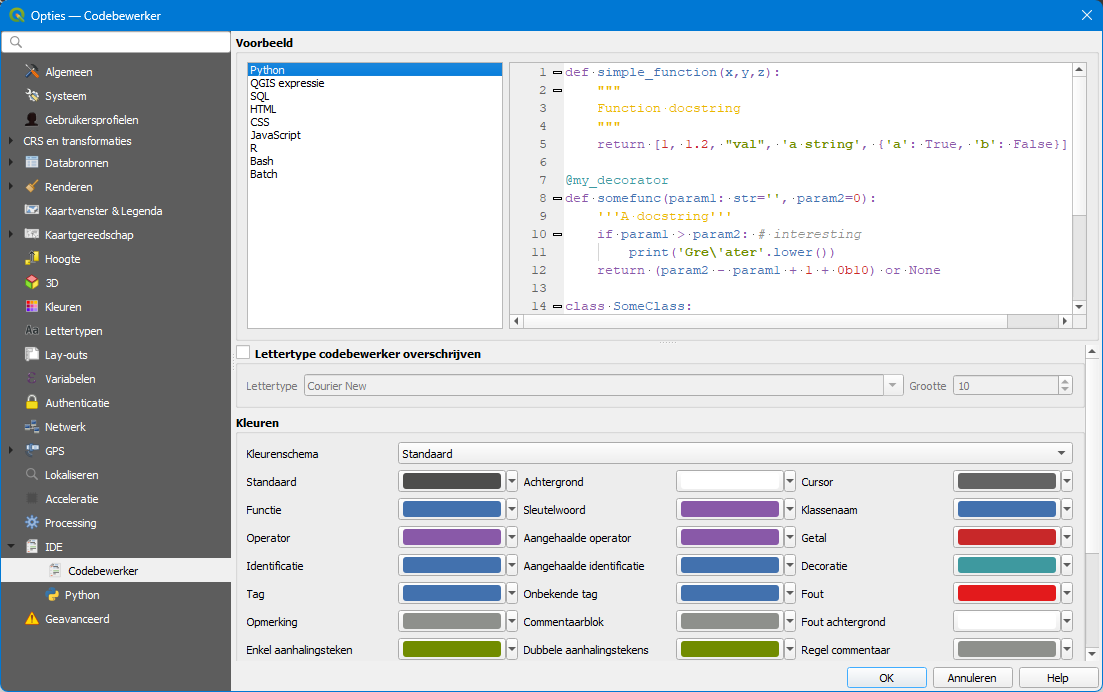 Opties — Codebewerker
Algemeen
Systeem
Gebruikersprofielen
CRS en transformaties
Databronnen
Renderen
Kaartvenster & Legenda
Kaartgereedschap
Hoogte
3D
Kleuren
Aa Lettertypen
Lay-outs
Variabelen
Authenticatie
Netwerk
GPS
Lokaliseren
Acceleratie
Processing
IDE
Codebewerker
Python
Geavanceerd
Voorbeeld
Python
QGIS expressie
SQL
HTML
CSS
JavaScript
R
Bash
Batch
1 def·simple_function(x,y,z):
2 """
3 Function·docstring
4 """
5 return·[1,·1.2,·"val",·'a·string',·{'a':·True,·'b':·False}]
6
7 @my_decorator
8 def·somefunc(param1:·str='',·param2=0):
9 '''A·docstring'''
10 if·param1·>·param2:·#·interesting
11 print('Gre\'ater'.lower())
12 return·(param2·-·param1·+·1·+·0b10)·or·None
13
14 class·SomeClass:
Lettertype codebewerker overschrijven
Lettertype Courier New Grootte 10
Kleuren
Kleurenschema Standaard
Standaard Achtergrond Cursor
Functie Sleutelwoord Klassenaam
Operator Aangehaalde operator Getal
Identificatie Aangehaalde identificatie Decoratie
Tag Onbekende tag Fout
Opmerking Commentaarblok Fout achtergrond
Enkel aanhalingsteken Dubbele aanhalingstekens Regel commentaar
OK Annuleren Help